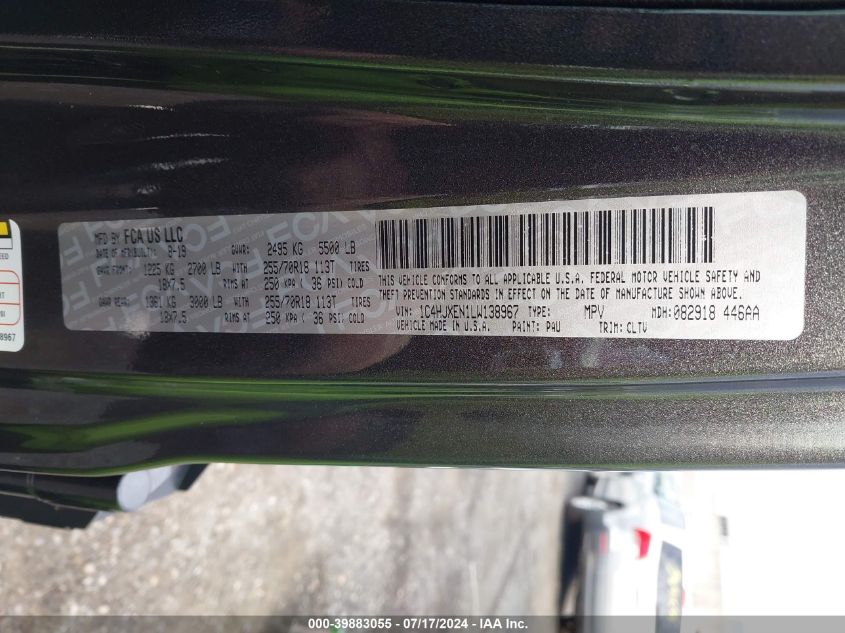 MFD BY FCA US LLC
DATE OF MFR/BUILT: 8-19 GVWR: 2495 KG 5500 LB
GAWR FRONT: 1225 KG 2700 LB WITH 255/70R18 113T TIRES
18X7.5 RIMS AT 250 KPA ( 36 PSI) COLD
GAWR REAR: 1361 KG 3000 LB WITH 255/70R18 113T TIRES
18X7.5 RIMS AT 250 KPA ( 36 PSI) COLD
THIS VEHICLE CONFORMS TO ALL APPLICABLE U.S.A. FEDERAL MOTOR VEHICLE SAFETY AND
THEFT PREVENTION STANDARDS IN EFFECT ON THE DATE OF MANUFACTURE SHOWN ABOVE.
VIN: 1C4HJXEN1LW138967 TYPE: MPV MDH: 082918 446AA
VEHICLE MADE IN U.S.A. PAINT: PAU TRIM: CLTV
8967
000-39883055 / 07/17/2024 - IAA Inc.